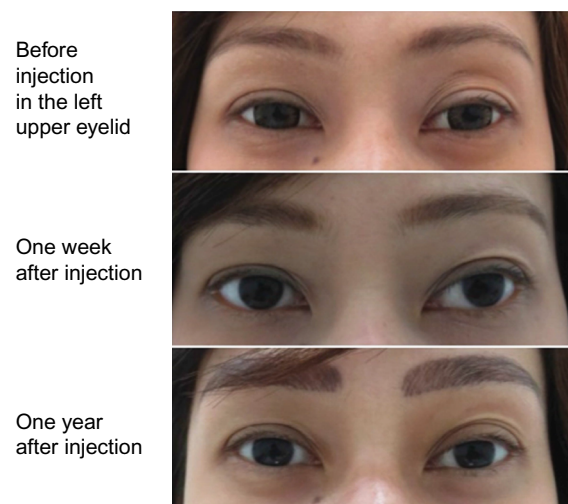 Before
injection
in the left
upper eyelid
One week
after injection
One year
after injection